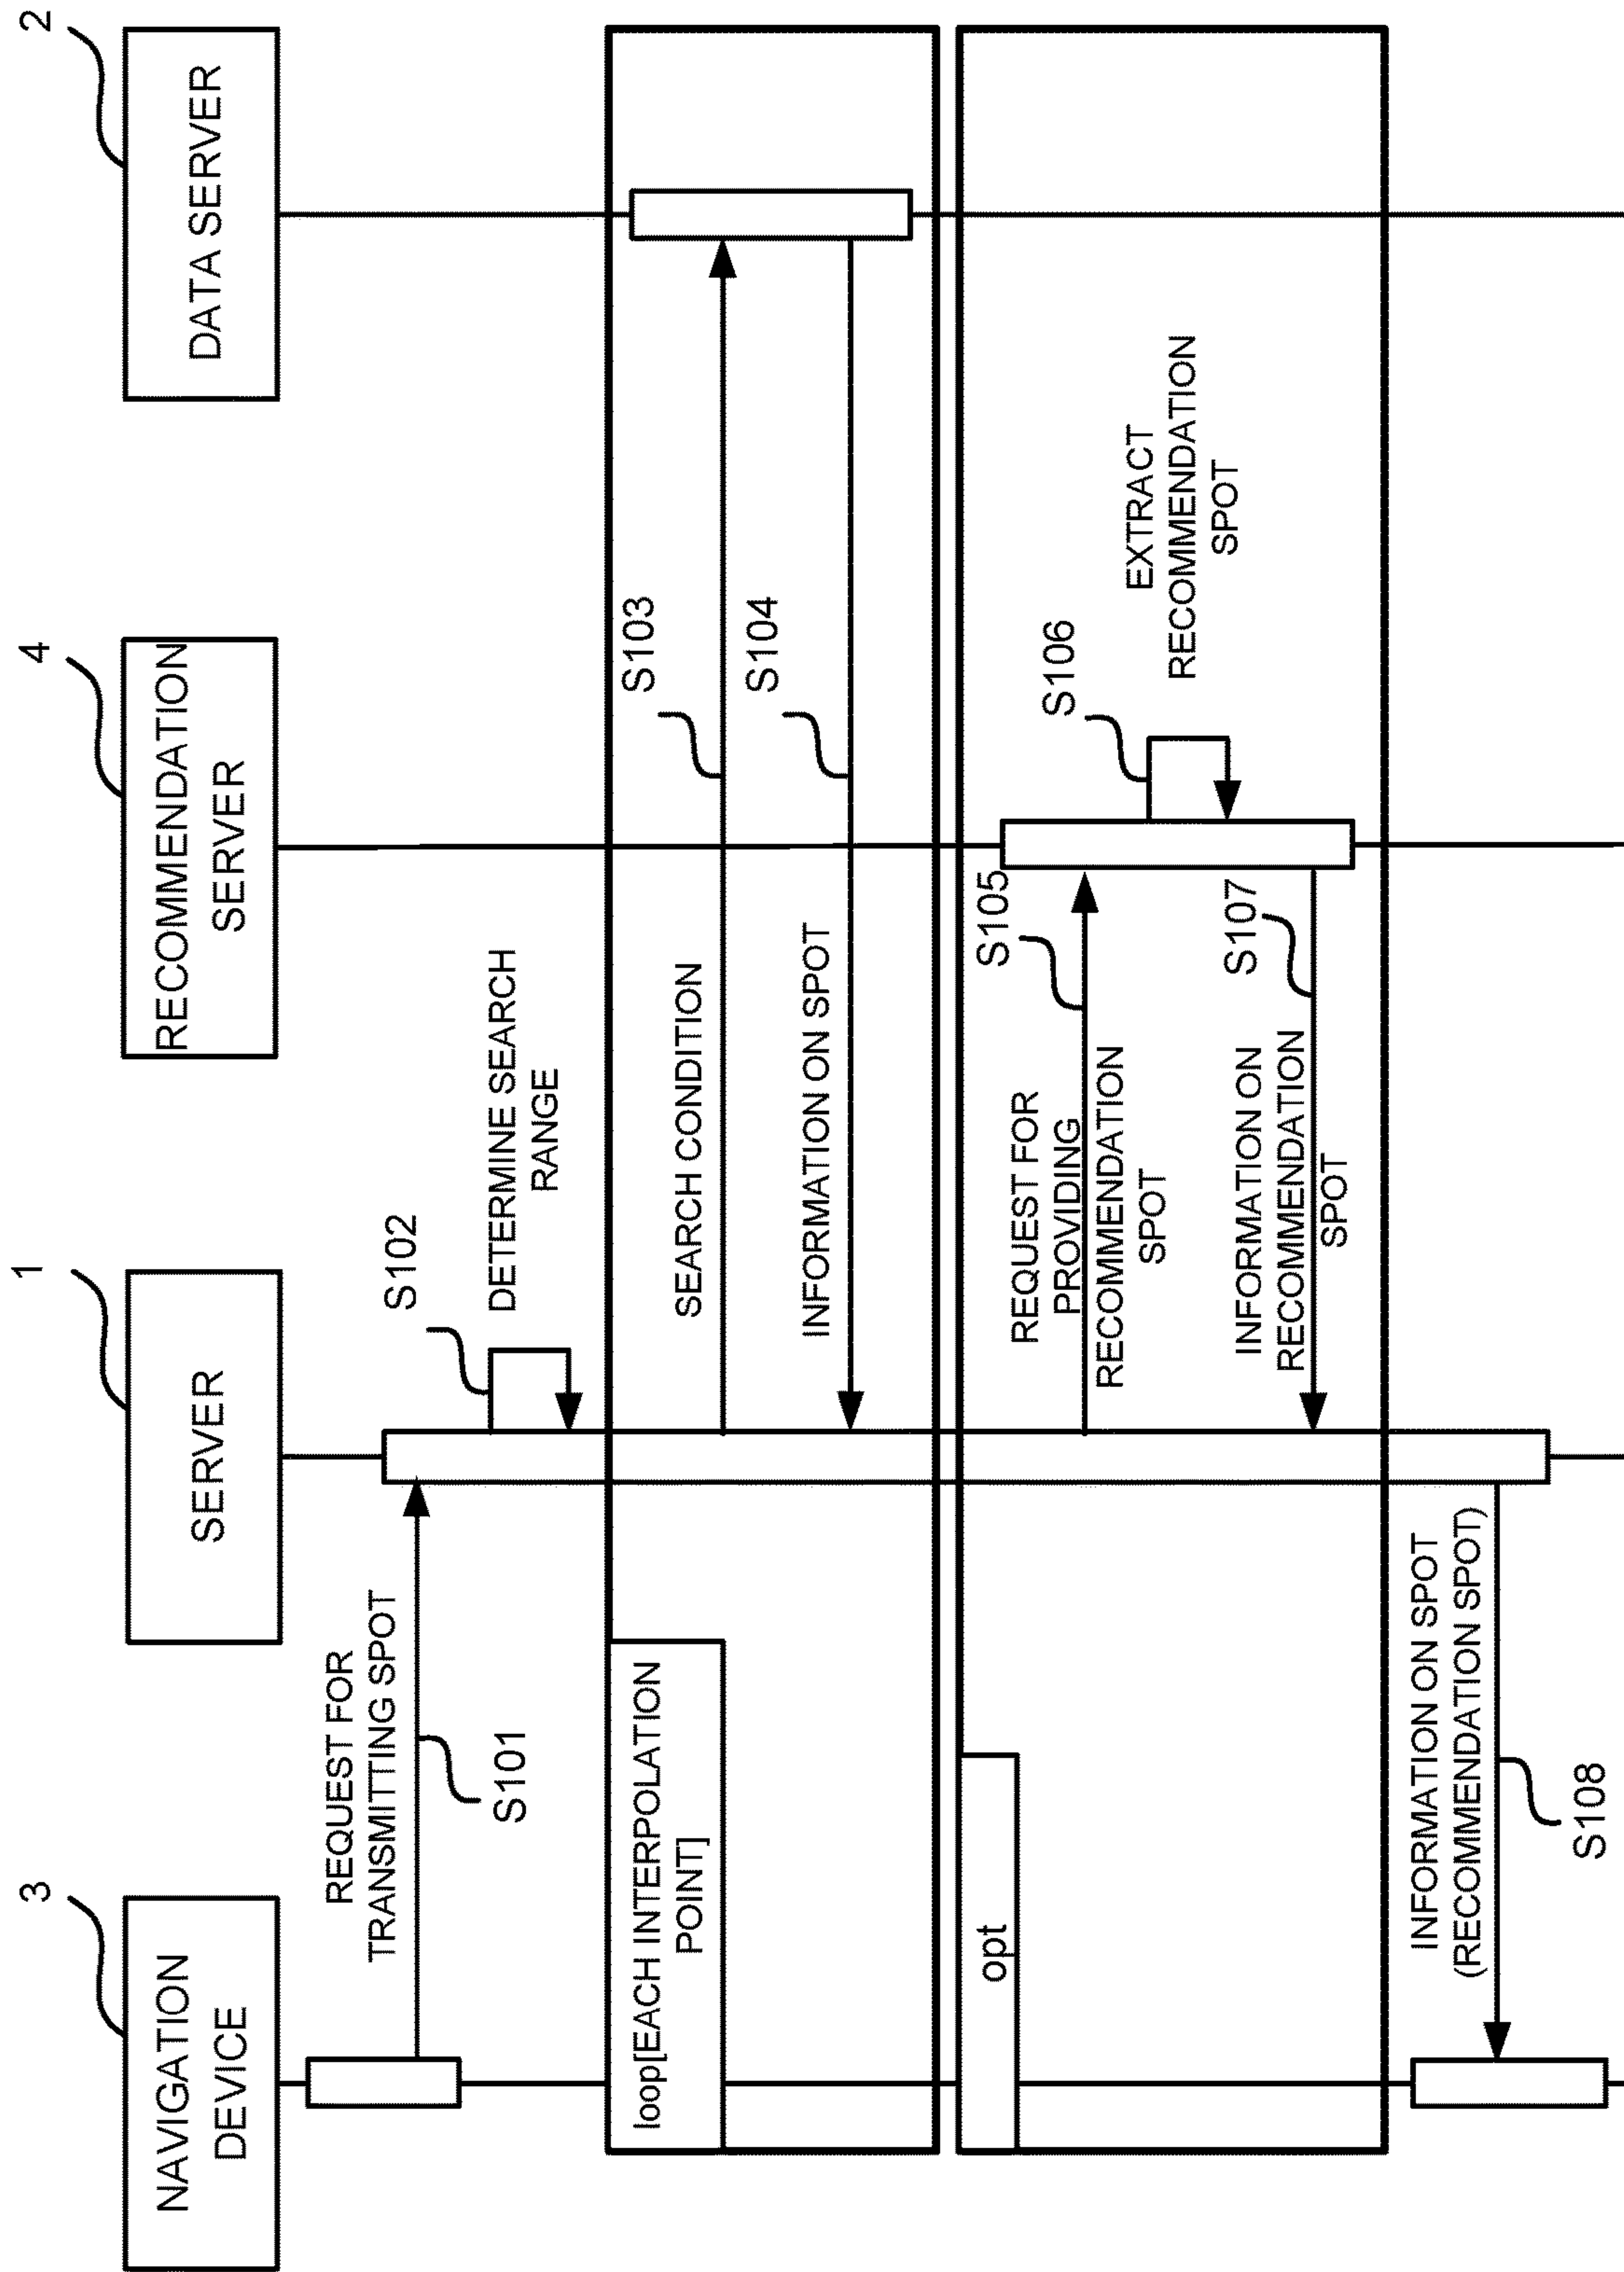 3
NAVIGATION
DEVICE
1
SERVER
4
RECOMMENDATION
SERVER
2
DATA SERVER
REQUEST FOR
TRANSMITTING SPOT
S101
S102
DETERMINE SEARCH
RANGE
loop[EACH INTERPOLATION
POINT]
SEARCH CONDITION
S103
INFORMATION ON SPOT
S104
opt
REQUEST FOR
PROVIDING
RECOMMENDATION
SPOT
S105
S106
EXTRACT
RECOMMENDATION
SPOT
INFORMATION ON
RECOMMENDATION
SPOT
S107
INFORMATION ON SPOT
(RECOMMENDATION SPOT)
S108